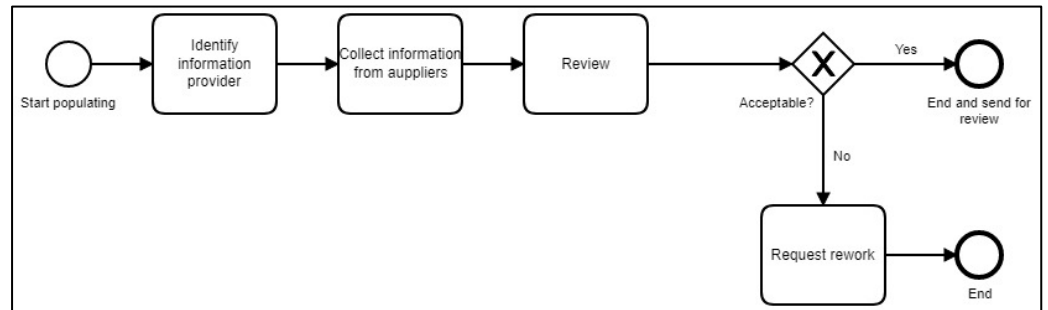 Identify
information
provider
Collect information
from auppliers
Review
Yes
Start populating
Acceptable?
End and send for
review
No
Request rework
End